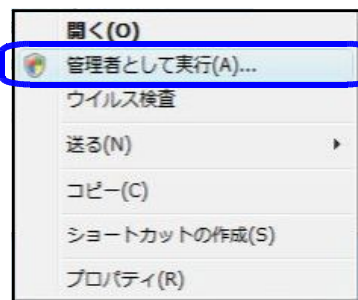 開く(O)
管理者として実行(A)...
ウイルス検査
送る(N)
コピー(C)
ショートカットの作成(S)
プロパティ(R)